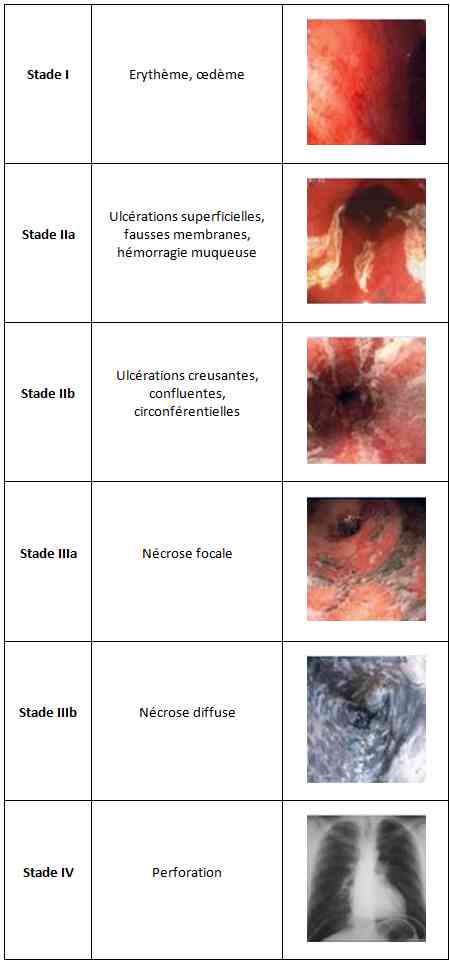 Stade I
Erythème, œdème
Stade IIa
Ulcérations superficielles,
fausses membranes,
hémorragie muqueuse
Stade IIb
Ulcérations creusantes,
confluentes,
circonférentielles
Stade IIIa
Nécrose focale
Stade IIIb
Nécrose diffuse
Stade IV
Perforation